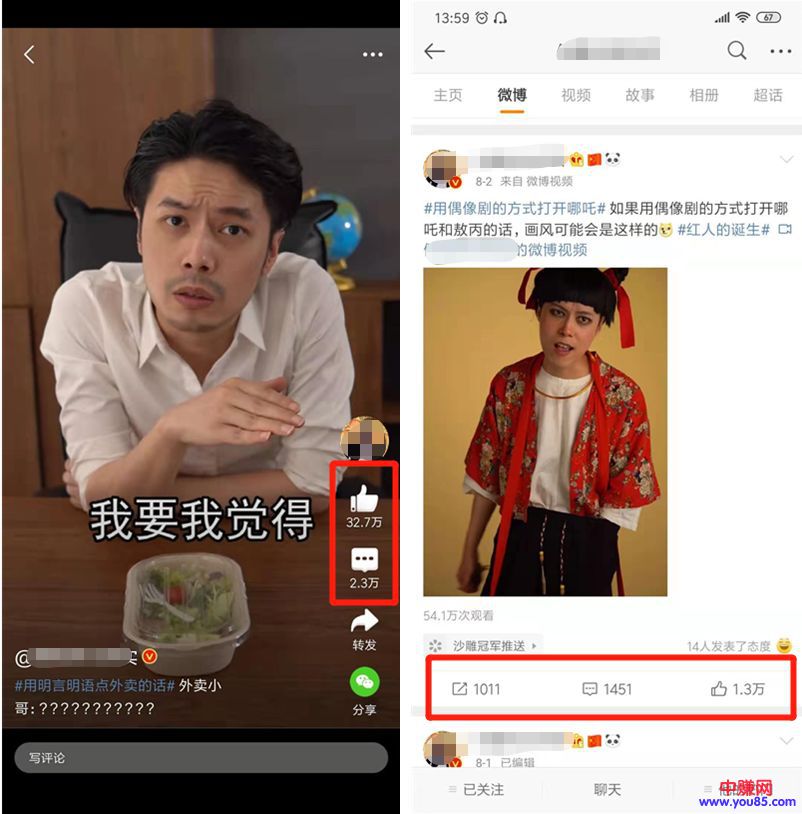 我要我觉得
32.7万
2.3万
转发
分享
@
#用明言明语点外卖的话# 外卖小
哥:???????????
写评论
13:59
67
主页 微博 视频 故事 相册 超话
8-2 来自 微博视频
#用偶像剧的方式打开哪吒# 如果用偶像剧的方式打开哪
吒和敖丙的话，画风可能会是这样的 #红人的诞生#
的微博视频
54.1万次观看
沙雕冠军推送
14人发表了态度
1011 1451 1.3万
8-1 已编辑
已关注 聊天
中赚网
www.you85.com